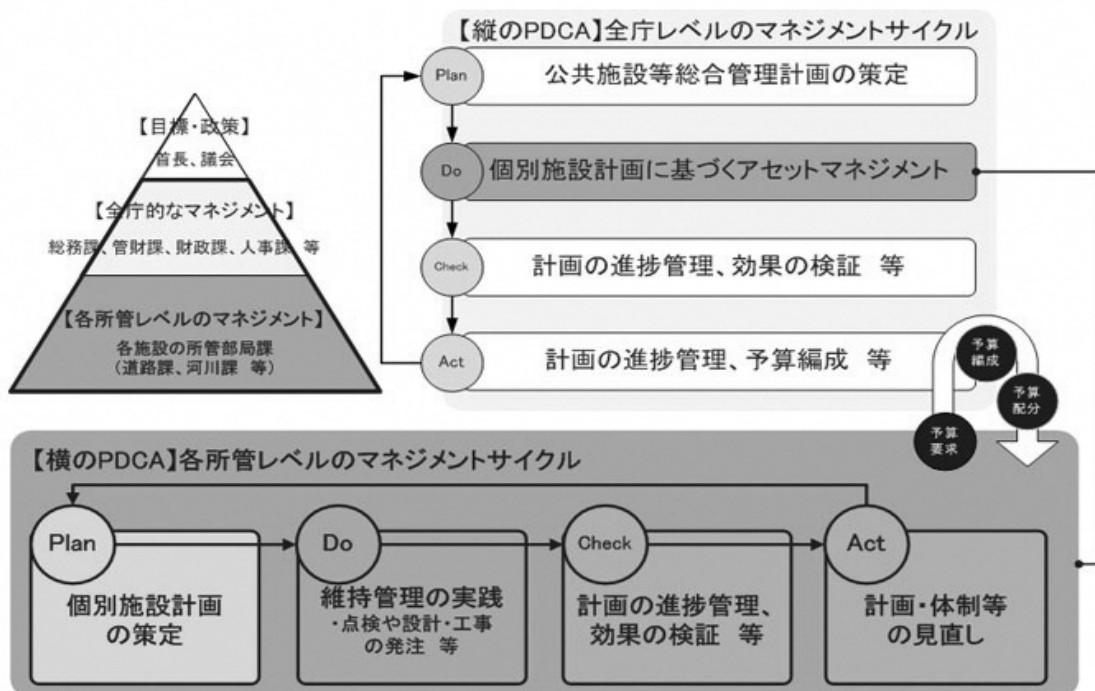 【縦のPDCA】全庁レベルのマネジメントサイクル
Plan
公共施設等総合管理計画の策定
Do
個別施設計画に基づくアセットマネジメント
Check
計画の進捗管理、効果の検証 等
Act
計画の進捗管理、予算編成 等
【目標・政策】
首長、議会
【全庁的なマネジメント】
総務課、管財課、財政課、人事課 等
【各所管レベルのマネジメント】
各施設の所管部局課
(道路課、河川課 等)
予算
要求
予算
編成
予算
配分
【横のPDCA】各所管レベルのマネジメントサイクル
Plan
個別施設計画
の策定
Do
維持管理の実践
・点検や設計・工事
の発注 等
Check
計画の進捗管理、
効果の検証 等
Act
計画・体制等
の見直し